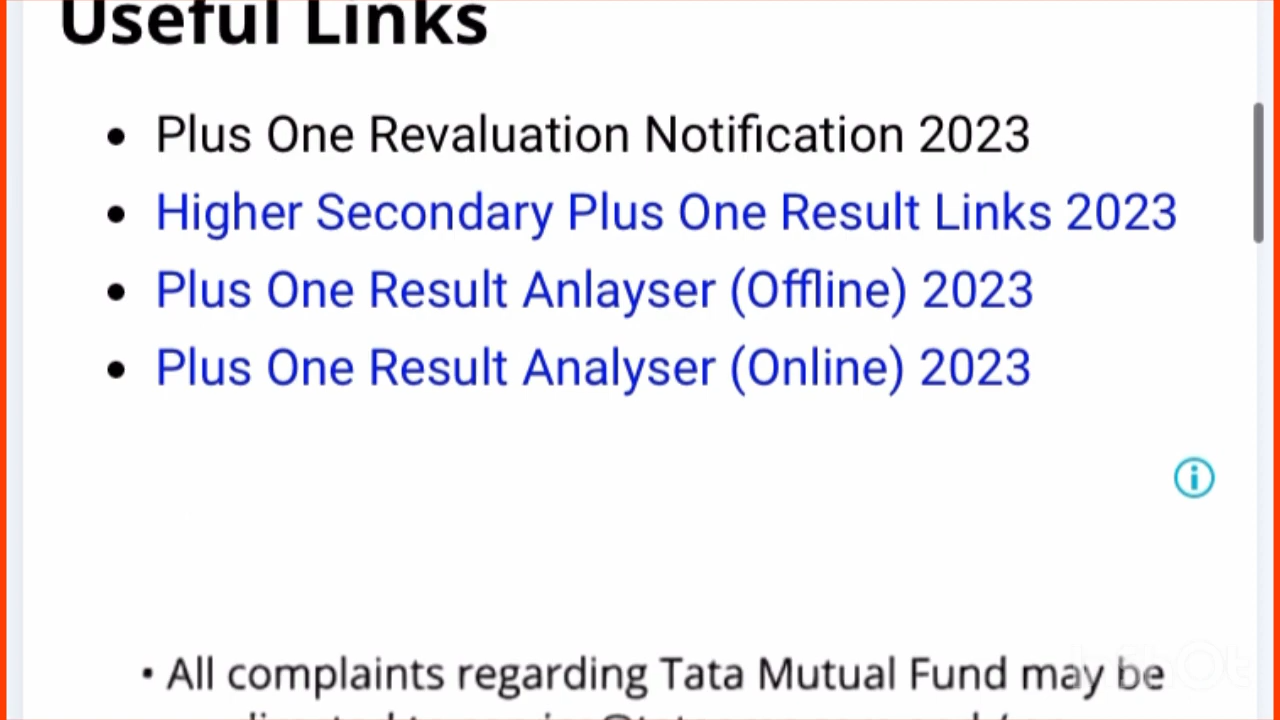 Useful Links
• Plus One Revaluation Notification 2023
• Higher Secondary Plus One Result Links 2023
• Plus One Result Anlayser (Offline) 2023
• Plus One Result Analyser (Online) 2023
• All complaints regarding Tata Mutual Fund may be